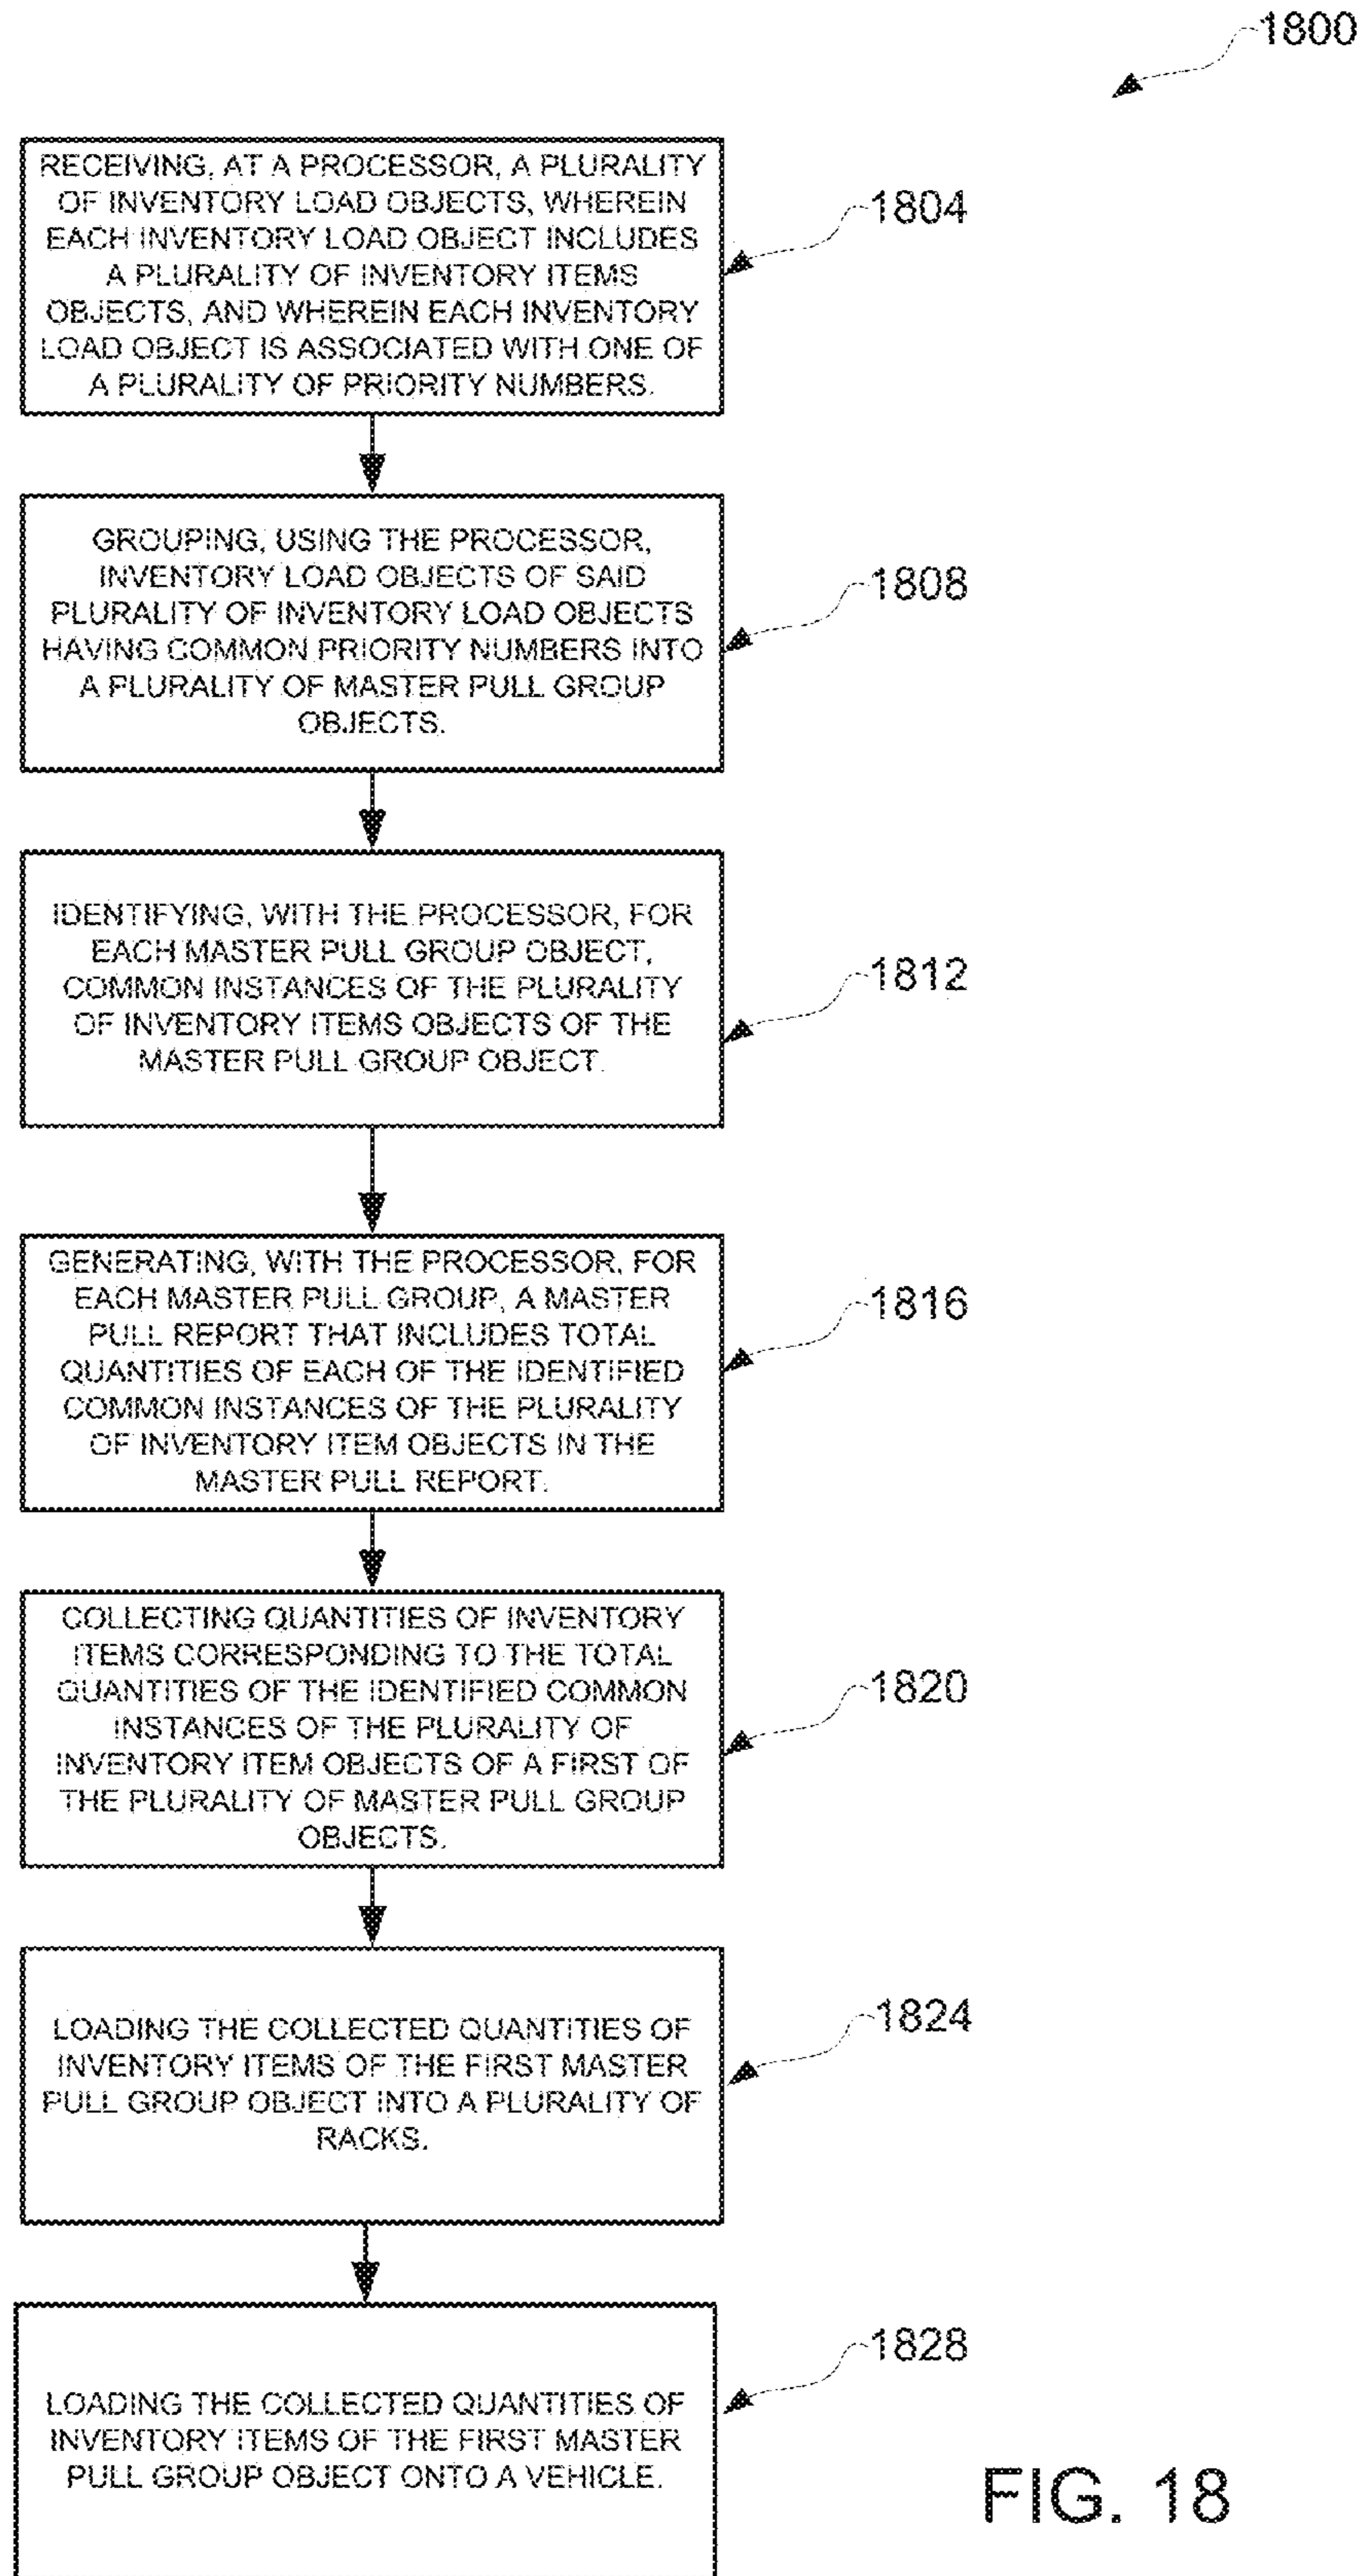 1800
RECEIVING, AT A PROCESSOR, A PLURALITY
OF INVENTORY LOAD OBJECTS, WHEREIN
EACH INVENTORY LOAD OBJECT INCLUDES
A PLURALITY OF INVENTORY ITEMS
OBJECTS, AND WHEREIN EACH INVENTORY
LOAD OBJECT IS ASSOCIATED WITH ONE OF
A PLURALITY OF PRIORITY NUMBERS.
1804
GROUPING, USING THE PROCESSOR,
INVENTORY LOAD OBJECTS OF SAID
PLURALITY OF INVENTORY LOAD OBJECTS
HAVING COMMON PRIORITY NUMBERS INTO
A PLURALITY OF MASTER PULL GROUP
OBJECTS.
1808
IDENTIFYING, WITH THE PROCESSOR, FOR
EACH MASTER PULL GROUP OBJECT,
COMMON INSTANCES OF THE PLURALITY
OF INVENTORY ITEMS OBJECTS OF THE
MASTER PULL GROUP OBJECT.
1812
GENERATING, WITH THE PROCESSOR, FOR
EACH MASTER PULL GROUP, A MASTER
PULL REPORT THAT INCLUDES TOTAL
QUANTITIES OF EACH OF THE IDENTIFIED
COMMON INSTANCES OF THE PLURALITY
OF INVENTORY ITEM OBJECTS IN THE
MASTER PULL REPORT.
1816
COLLECTING QUANTITIES OF INVENTORY
ITEMS CORRESPONDING TO THE TOTAL
QUANTITIES OF THE IDENTIFIED COMMON
INSTANCES OF THE PLURALITY OF
INVENTORY ITEM OBJECTS OF A FIRST OF
THE PLURALITY OF MASTER PULL GROUP
OBJECTS.
1820
LOADING THE COLLECTED QUANTITIES OF
INVENTORY ITEMS OF THE FIRST MASTER
PULL GROUP OBJECT INTO A PLURALITY OF
RACKS.
1824
LOADING THE COLLECTED QUANTITIES OF
INVENTORY ITEMS OF THE FIRST MASTER
PULL GROUP OBJECT ONTO A VEHICLE.
1828
FIG. 18